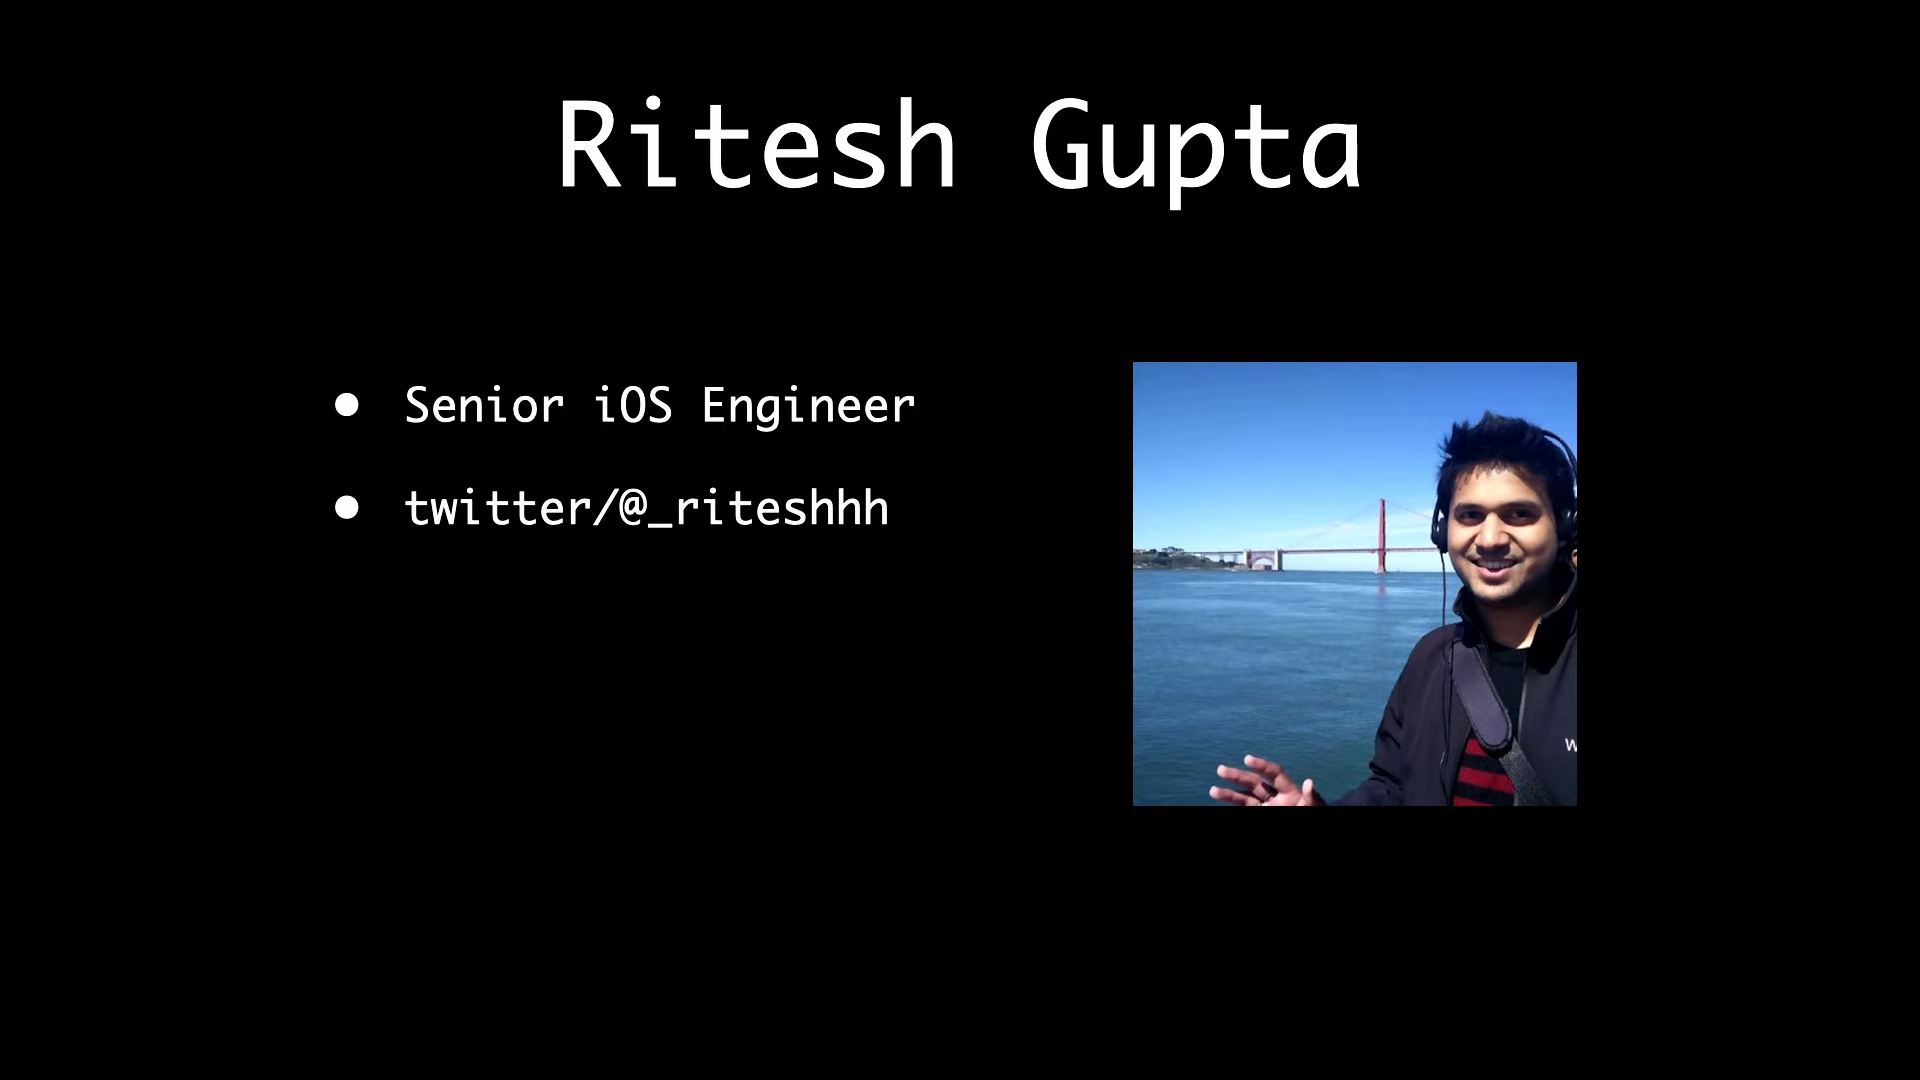 Ritesh Gupta
• Senior iOS Engineer
• twitter/@_riteshhh
W